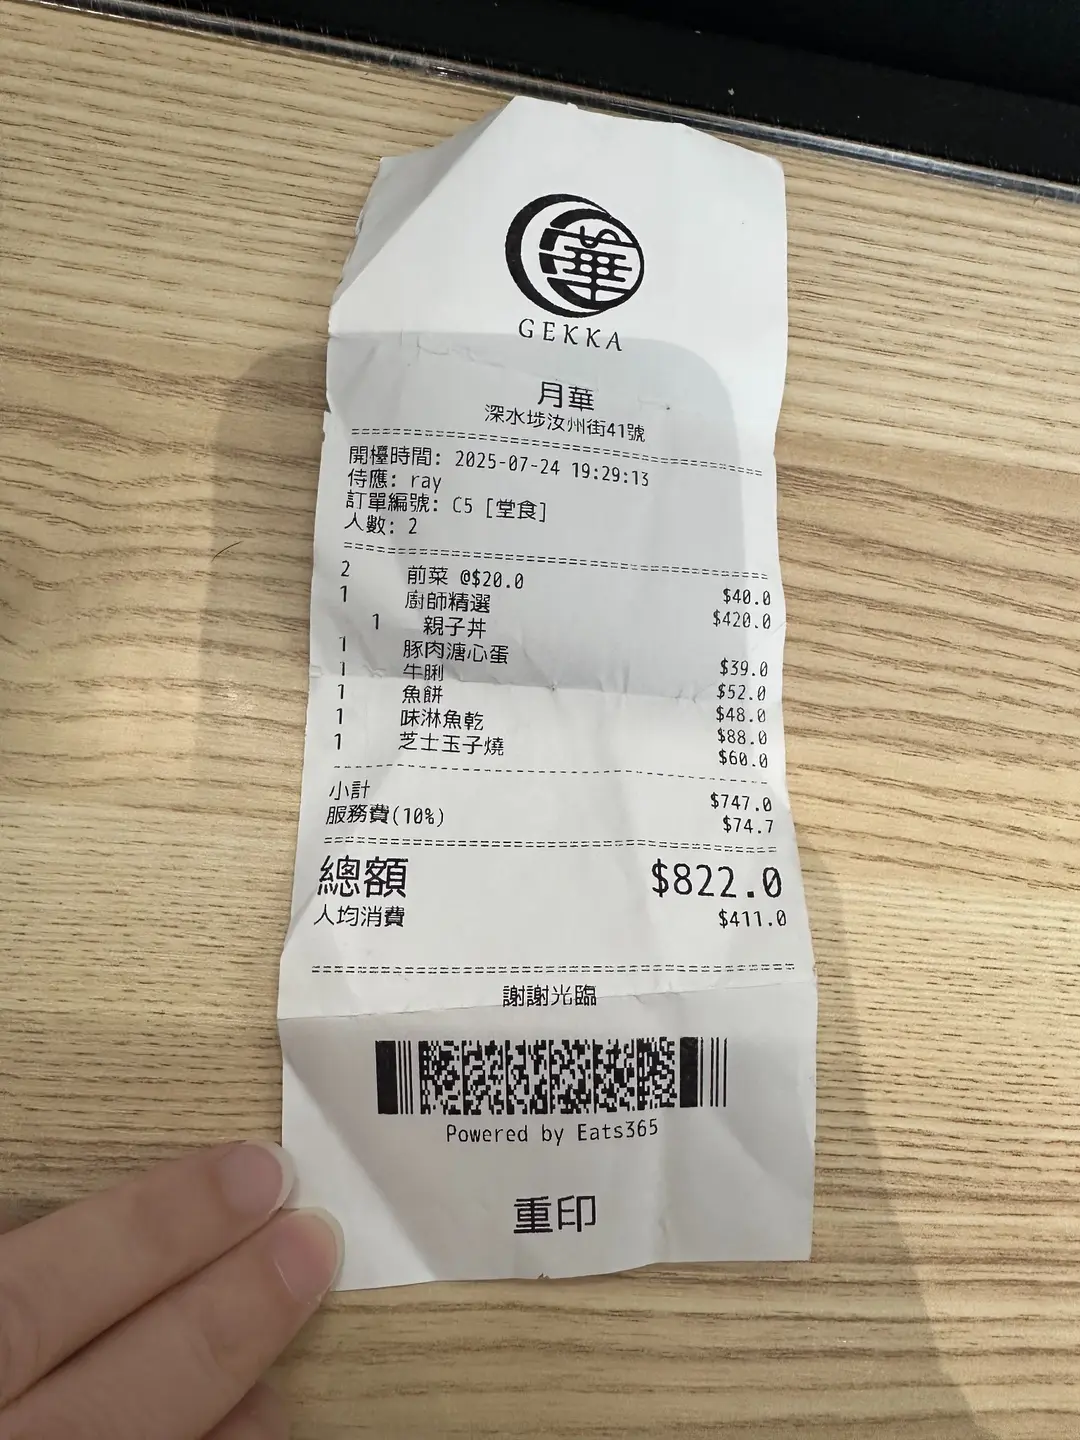 華
GEKKA
月華
深水埗汝州街41號
開檯時間: 2025-07-24 19:29:13
侍應: ray
訂單編號: C5 [堂食]
人數: 2
2 前菜 @$20.0 $40.0
1 廚師精選 $420.0
1 親子丼
1 豚肉溏心蛋 $39.0
1 牛脷 $52.0
1 魚餅 $48.0
1 味淋魚乾 $88.0
1 芝士玉子燒 $60.0
小計 $747.0
服務費(10%) $74.7
總額 $822.0
人均消費 $411.0
謝謝光臨
Powered by Eats365
重印